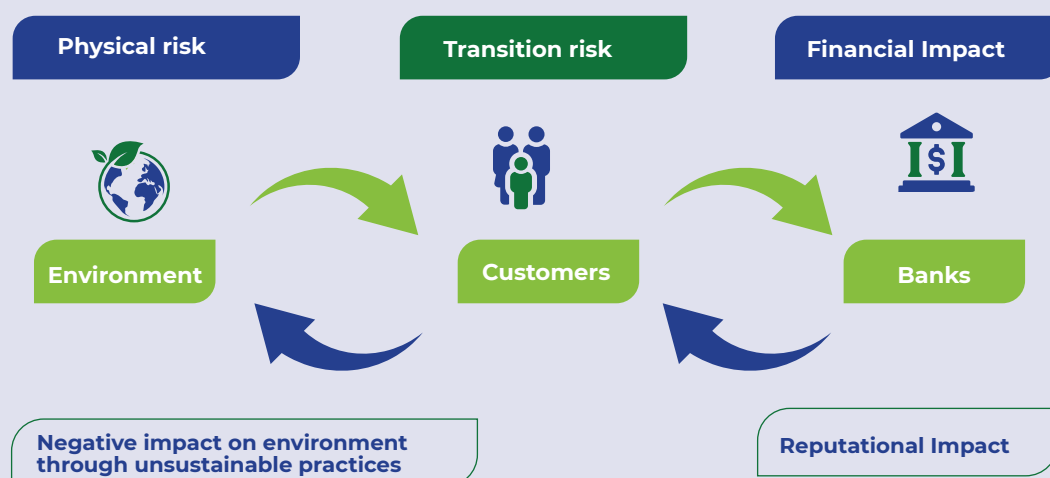 Physical risk
Transition risk
Financial Impact
$
Environment
Customers
Banks
Negative impact on environment
through unsustainable practices
Reputational Impact